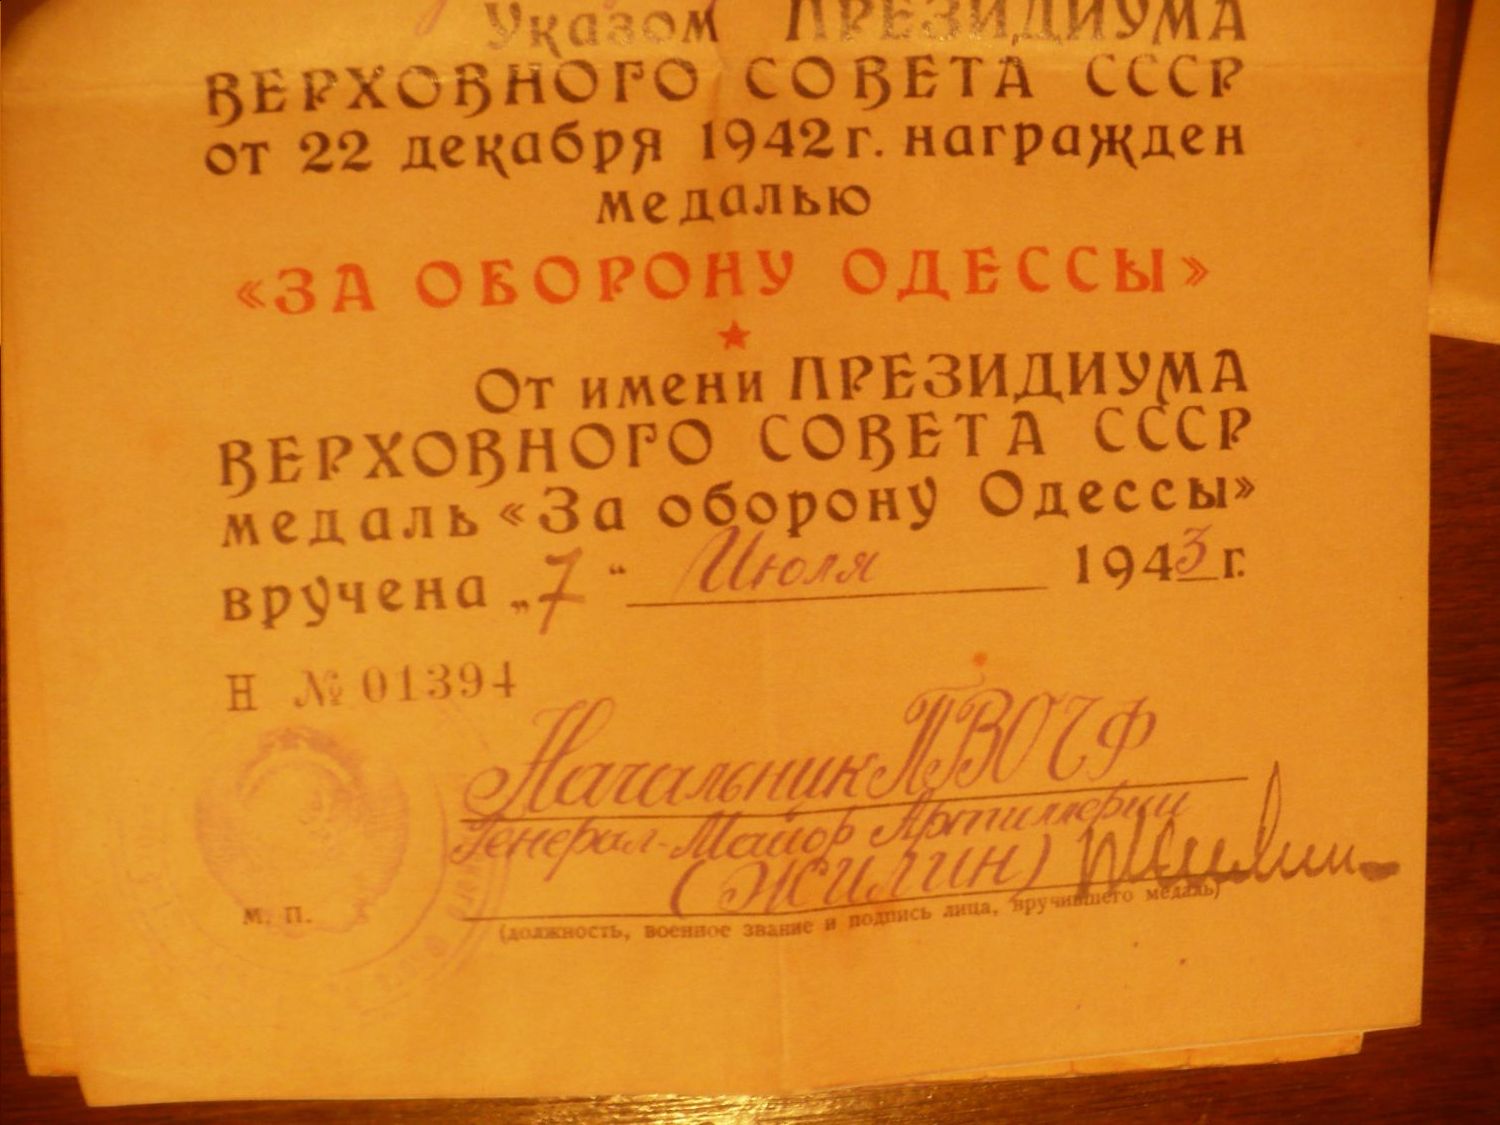 Указом ПРЕЗИДИУМА
ВЕРХОВНОГО СОВЕТА СССР
от 22 декабря 1942 г. награжден
медалью
«ЗА ОБОРОНУ ОДЕССЫ»
От имени ПРЕЗИДИУМА
ВЕРХОВНОГО СОВЕТА СССР
медаль «За оборону Одессы»
вручена „7“ Июля 1943 г.
Н № 01394
Начальник ПВО ЧФ
Генерал-Майор Артиллерии
(ЖИЛИН) Жилин
М. П.
(должность, военное звание и подпись лица, вручившего медаль)